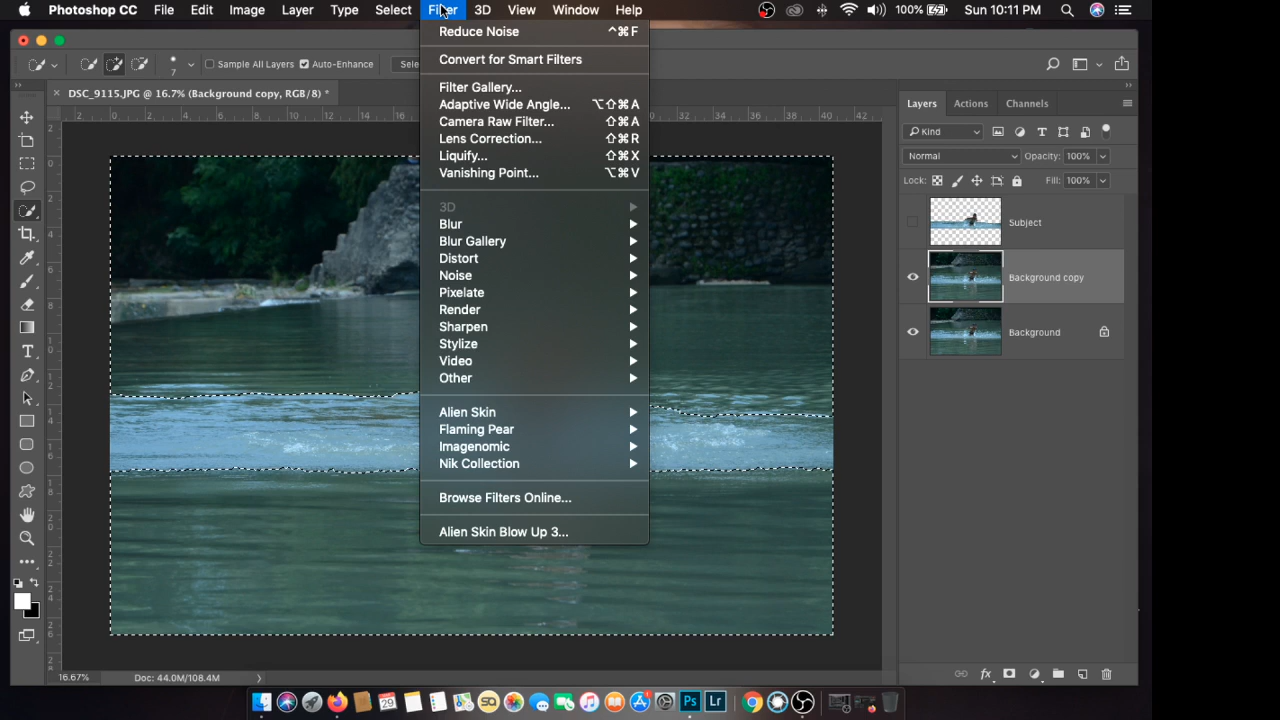 Photoshop CC File Edit Image Layer Type Select Filter 3D View Window Help 100% Sun 10:11 PM
7 Sample All Layers Auto-Enhance Sele
DSC_9115.JPG @ 16.7% (Background copy, RGB/8) *
Reduce Noise ^⌘F
Convert for Smart Filters
Filter Gallery...
Adaptive Wide Angle... ⌥⇧⌘A
Camera Raw Filter... ⇧⌘A
Lens Correction... ⇧⌘R
Liquify... ⇧⌘X
Vanishing Point... ⌥⌘V
3D
Blur
Blur Gallery
Distort
Noise
Pixelate
Render
Sharpen
Stylize
Video
Other
Alien Skin
Flaming Pear
Imagenomic
Nik Collection
Browse Filters Online...
Alien Skin Blow Up 3...
Layers Actions Channels
Kind
Normal Opacity: 100%
Lock: Fill: 100%
Subject
Background copy
Background
16.67% Doc: 44.0M/108.4M
Ps Lr